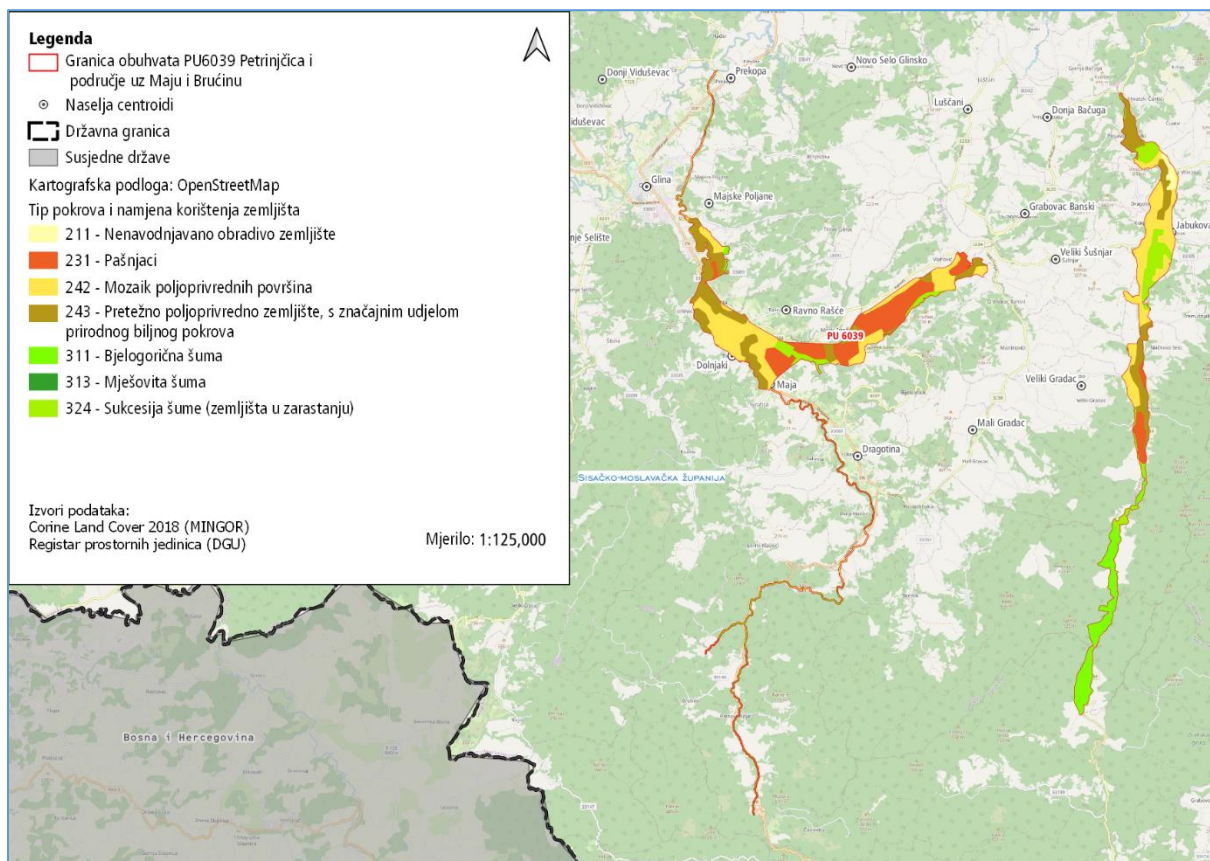 Legenda
Granica obuhvata PU6039 Petrinjčica i
područje uz Maju i Brućinu
Naselja centroidi
Državna granica
Susjedne države
Kartografska podloga: OpenStreetMap
Tip pokrova i namjena korištenja zemljišta
211 - Nenavodnjavano obradivo zemljište
231 - Pašnjaci
242 - Mozaik poljoprivrednih površina
243 - Pretežno poljoprivredno zemljište, s značajnim udjelom
prirodnog biljnog pokrova
311 - Bjelogorična šuma
313 - Mješovita šuma
324 - Sukcesija šume (zemljišta u zarastanju)
Izvori podataka:
Corine Land Cover 2018 (MINGOR)
Registar prostornih jedinica (DGU)
Mjerilo: 1:125,000
Donji Viduševac
Prekopa
Novo Selo Glinsko
Luščani
Donja Bačuga
Viduševac
Glina
Majske Poljane
Grabovac Banski
Jabukova
nje Selište
Veliki Šušnjar
Ravno Rašće
PU 6039
Dolnjaki
Maja
Veliki Gradac
Mali Gradac
Dragotina
Sisačko-moslavačka županija
Bosna i Hercegovina